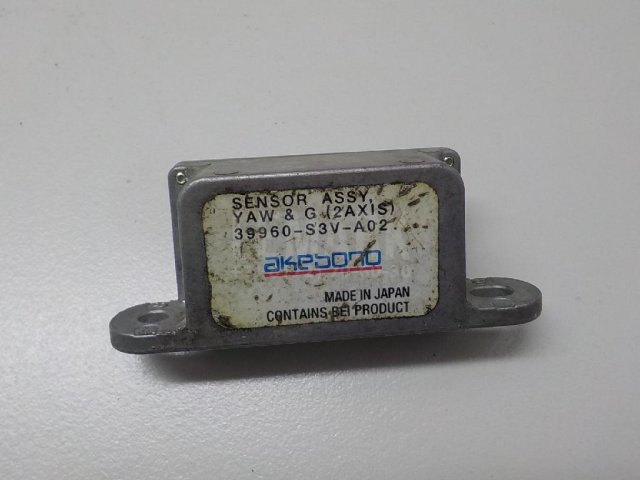 SENSOR ASSY,
YAW & G (2AXIS)
39960-S3V-A02
akebono
MADE IN JAPAN
CONTAINS BEI PRODUCT